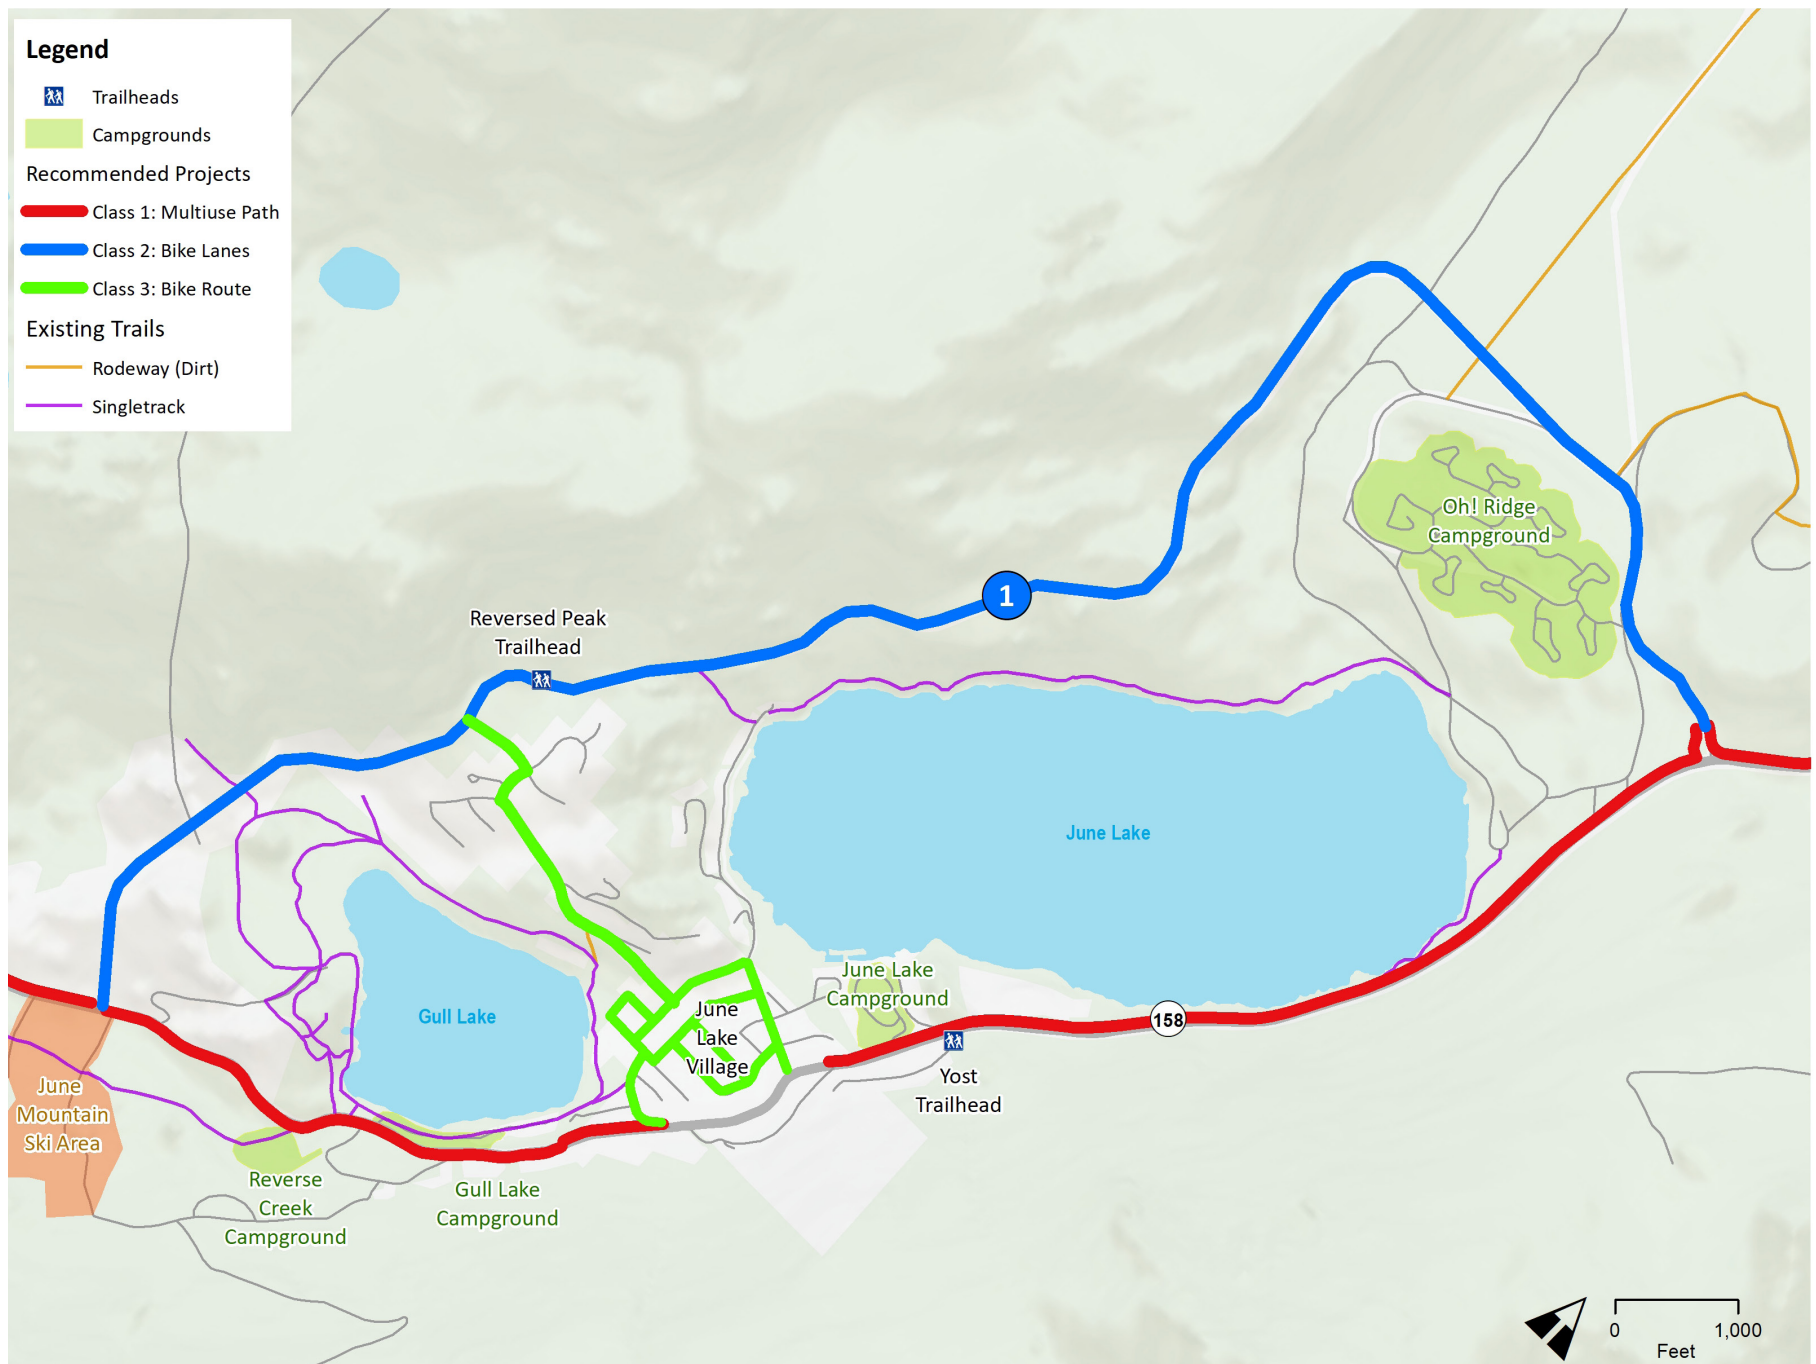 Legend
Trailheads
Campgrounds
Recommended Projects
Class 1: Multiuse Path
Class 2: Bike Lanes
Class 3: Bike Route
Existing Trails
Rodeway (Dirt)
Singletrack
Oh! Ridge
Campground
1
Reversed Peak
Trailhead
June Lake
June Lake
Campground
Gull Lake
June
Lake
Village
158
Yost
Trailhead
June
Mountain
Ski Area
Reverse
Creek
Campground
Gull Lake
Campground
0
1,000
Feet